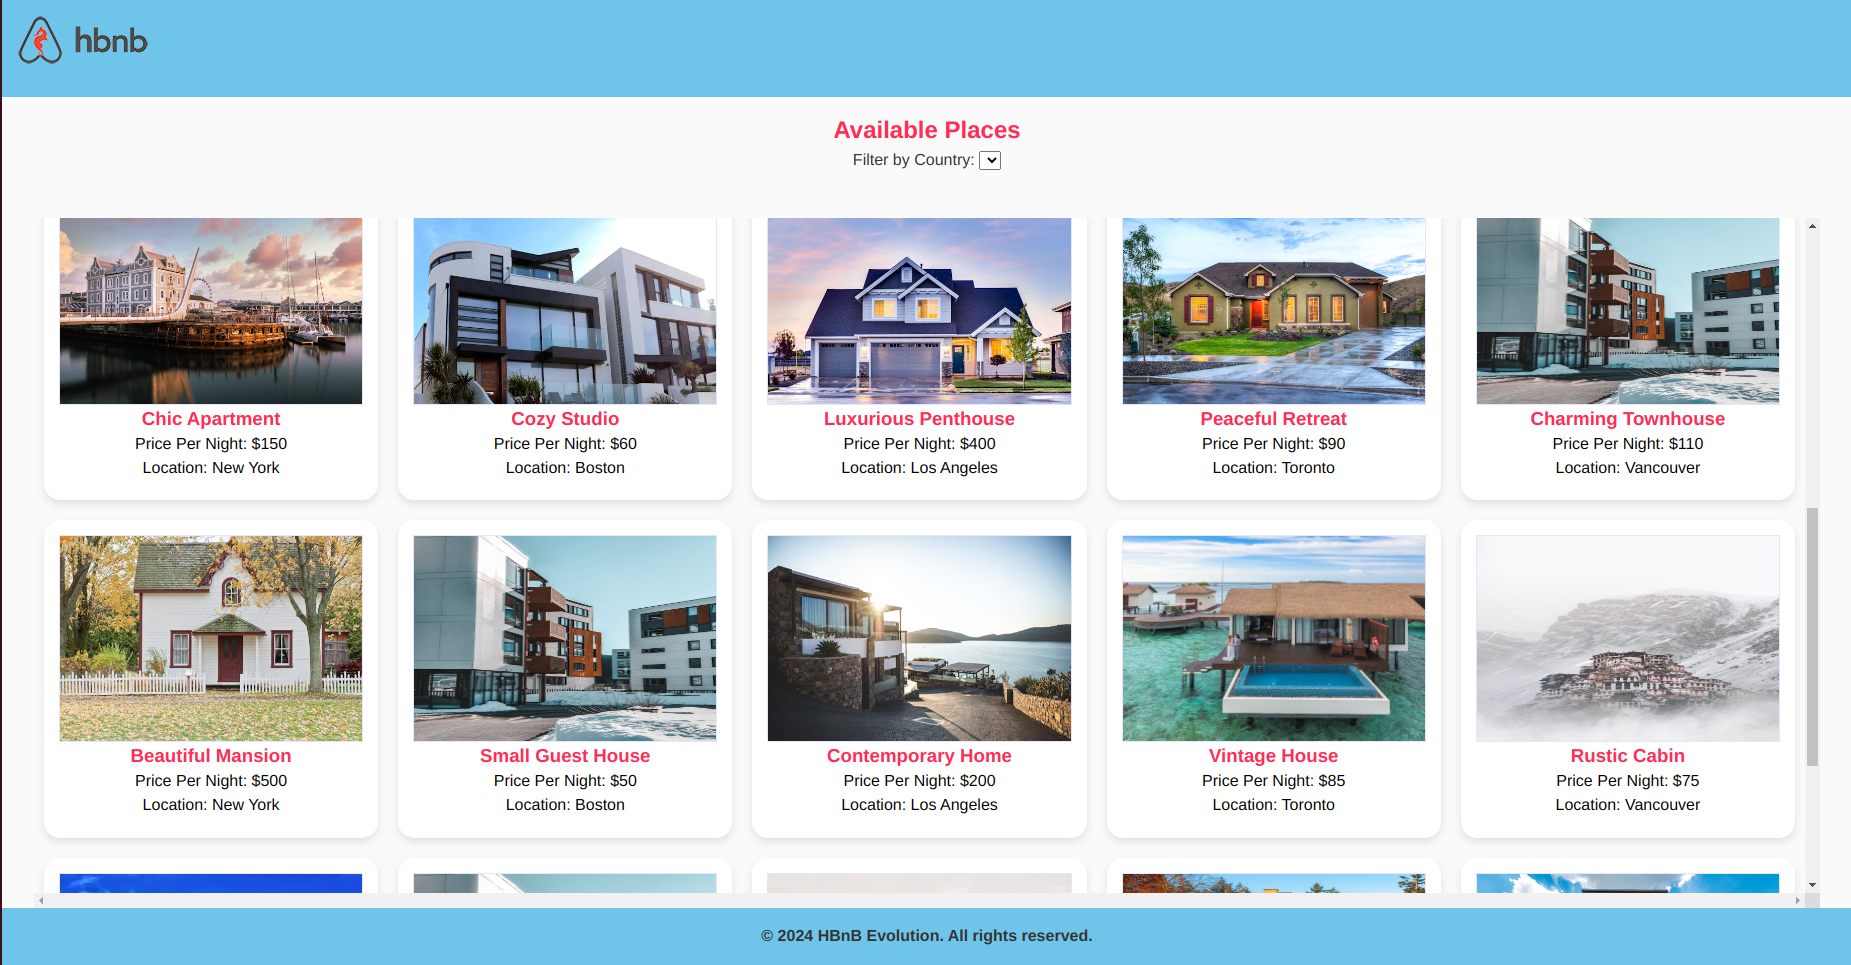 hbnb
Available Places
Filter by Country:
Chic Apartment
Price Per Night: $150
Location: New York
Cozy Studio
Price Per Night: $60
Location: Boston
Luxurious Penthouse
Price Per Night: $400
Location: Los Angeles
Peaceful Retreat
Price Per Night: $90
Location: Toronto
Charming Townhouse
Price Per Night: $110
Location: Vancouver
Beautiful Mansion
Price Per Night: $500
Location: New York
Small Guest House
Price Per Night: $50
Location: Boston
Contemporary Home
Price Per Night: $200
Location: Los Angeles
Vintage House
Price Per Night: $85
Location: Toronto
Rustic Cabin
Price Per Night: $75
Location: Vancouver
© 2024 HBnB Evolution. All rights reserved.